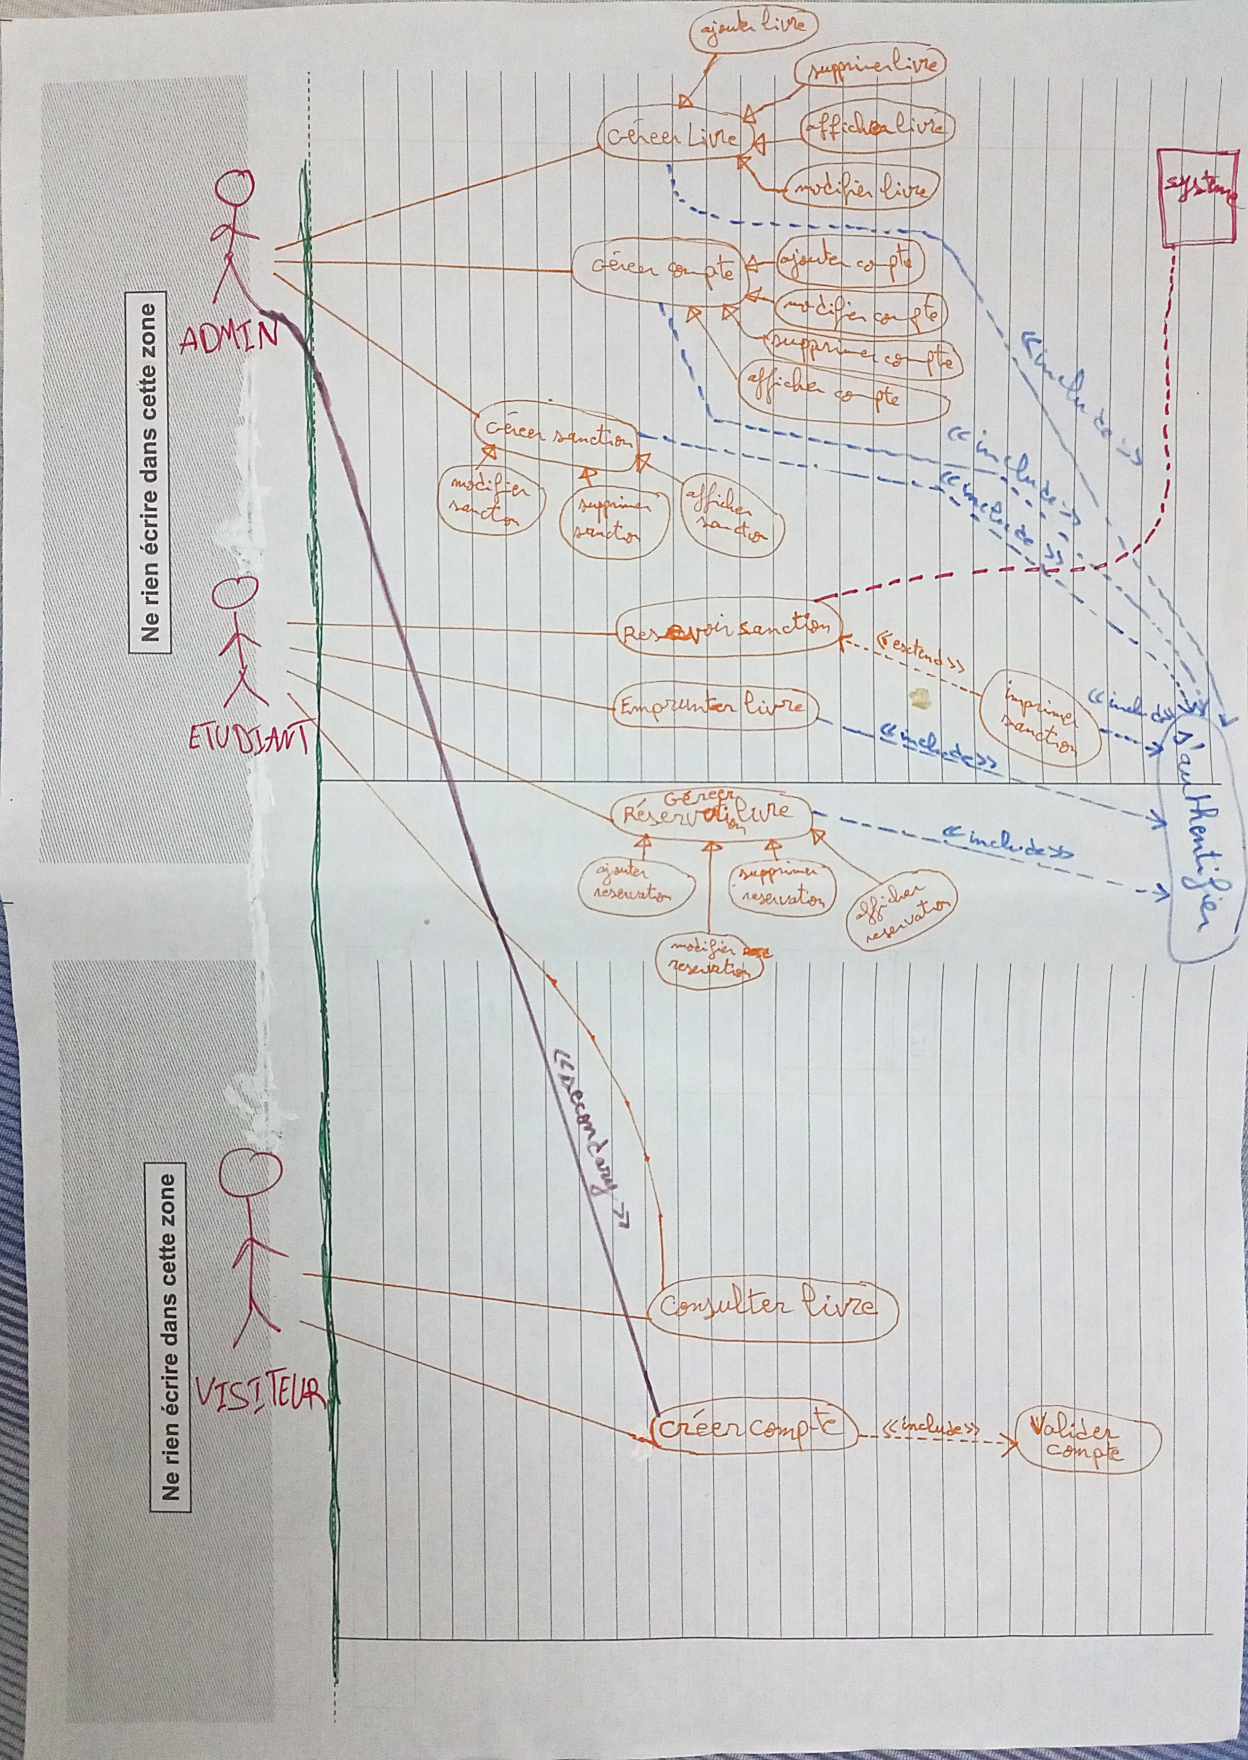 ajouter livre
supprimer livre
Gérer Livre
afficher livre
modifier livre
système
ADMIN
Gérer compte
ajouter compte
modifier compte
supprimer compte
afficher compte
<<include>>
<<include>>
<<include>>
Gérer sanction
modifier
sanction
supprimer
sanction
afficher
sanction
Ne rien écrire dans cette zone
ETUDIANT
Recevoir sanction
<<extend>>
imprimer
sanction
<<include>>
Emprunter livre
<<include>>
s'authentifier
Gérer
Réservation livre
<<include>>
ajouter
reservation
supprimer
reservation
afficher
reservation
modifier
reservation
<<secondary>>
Ne rien écrire dans cette zone
VISITEUR
Consulter livre
créer compte
<<include>>
Valider
compte